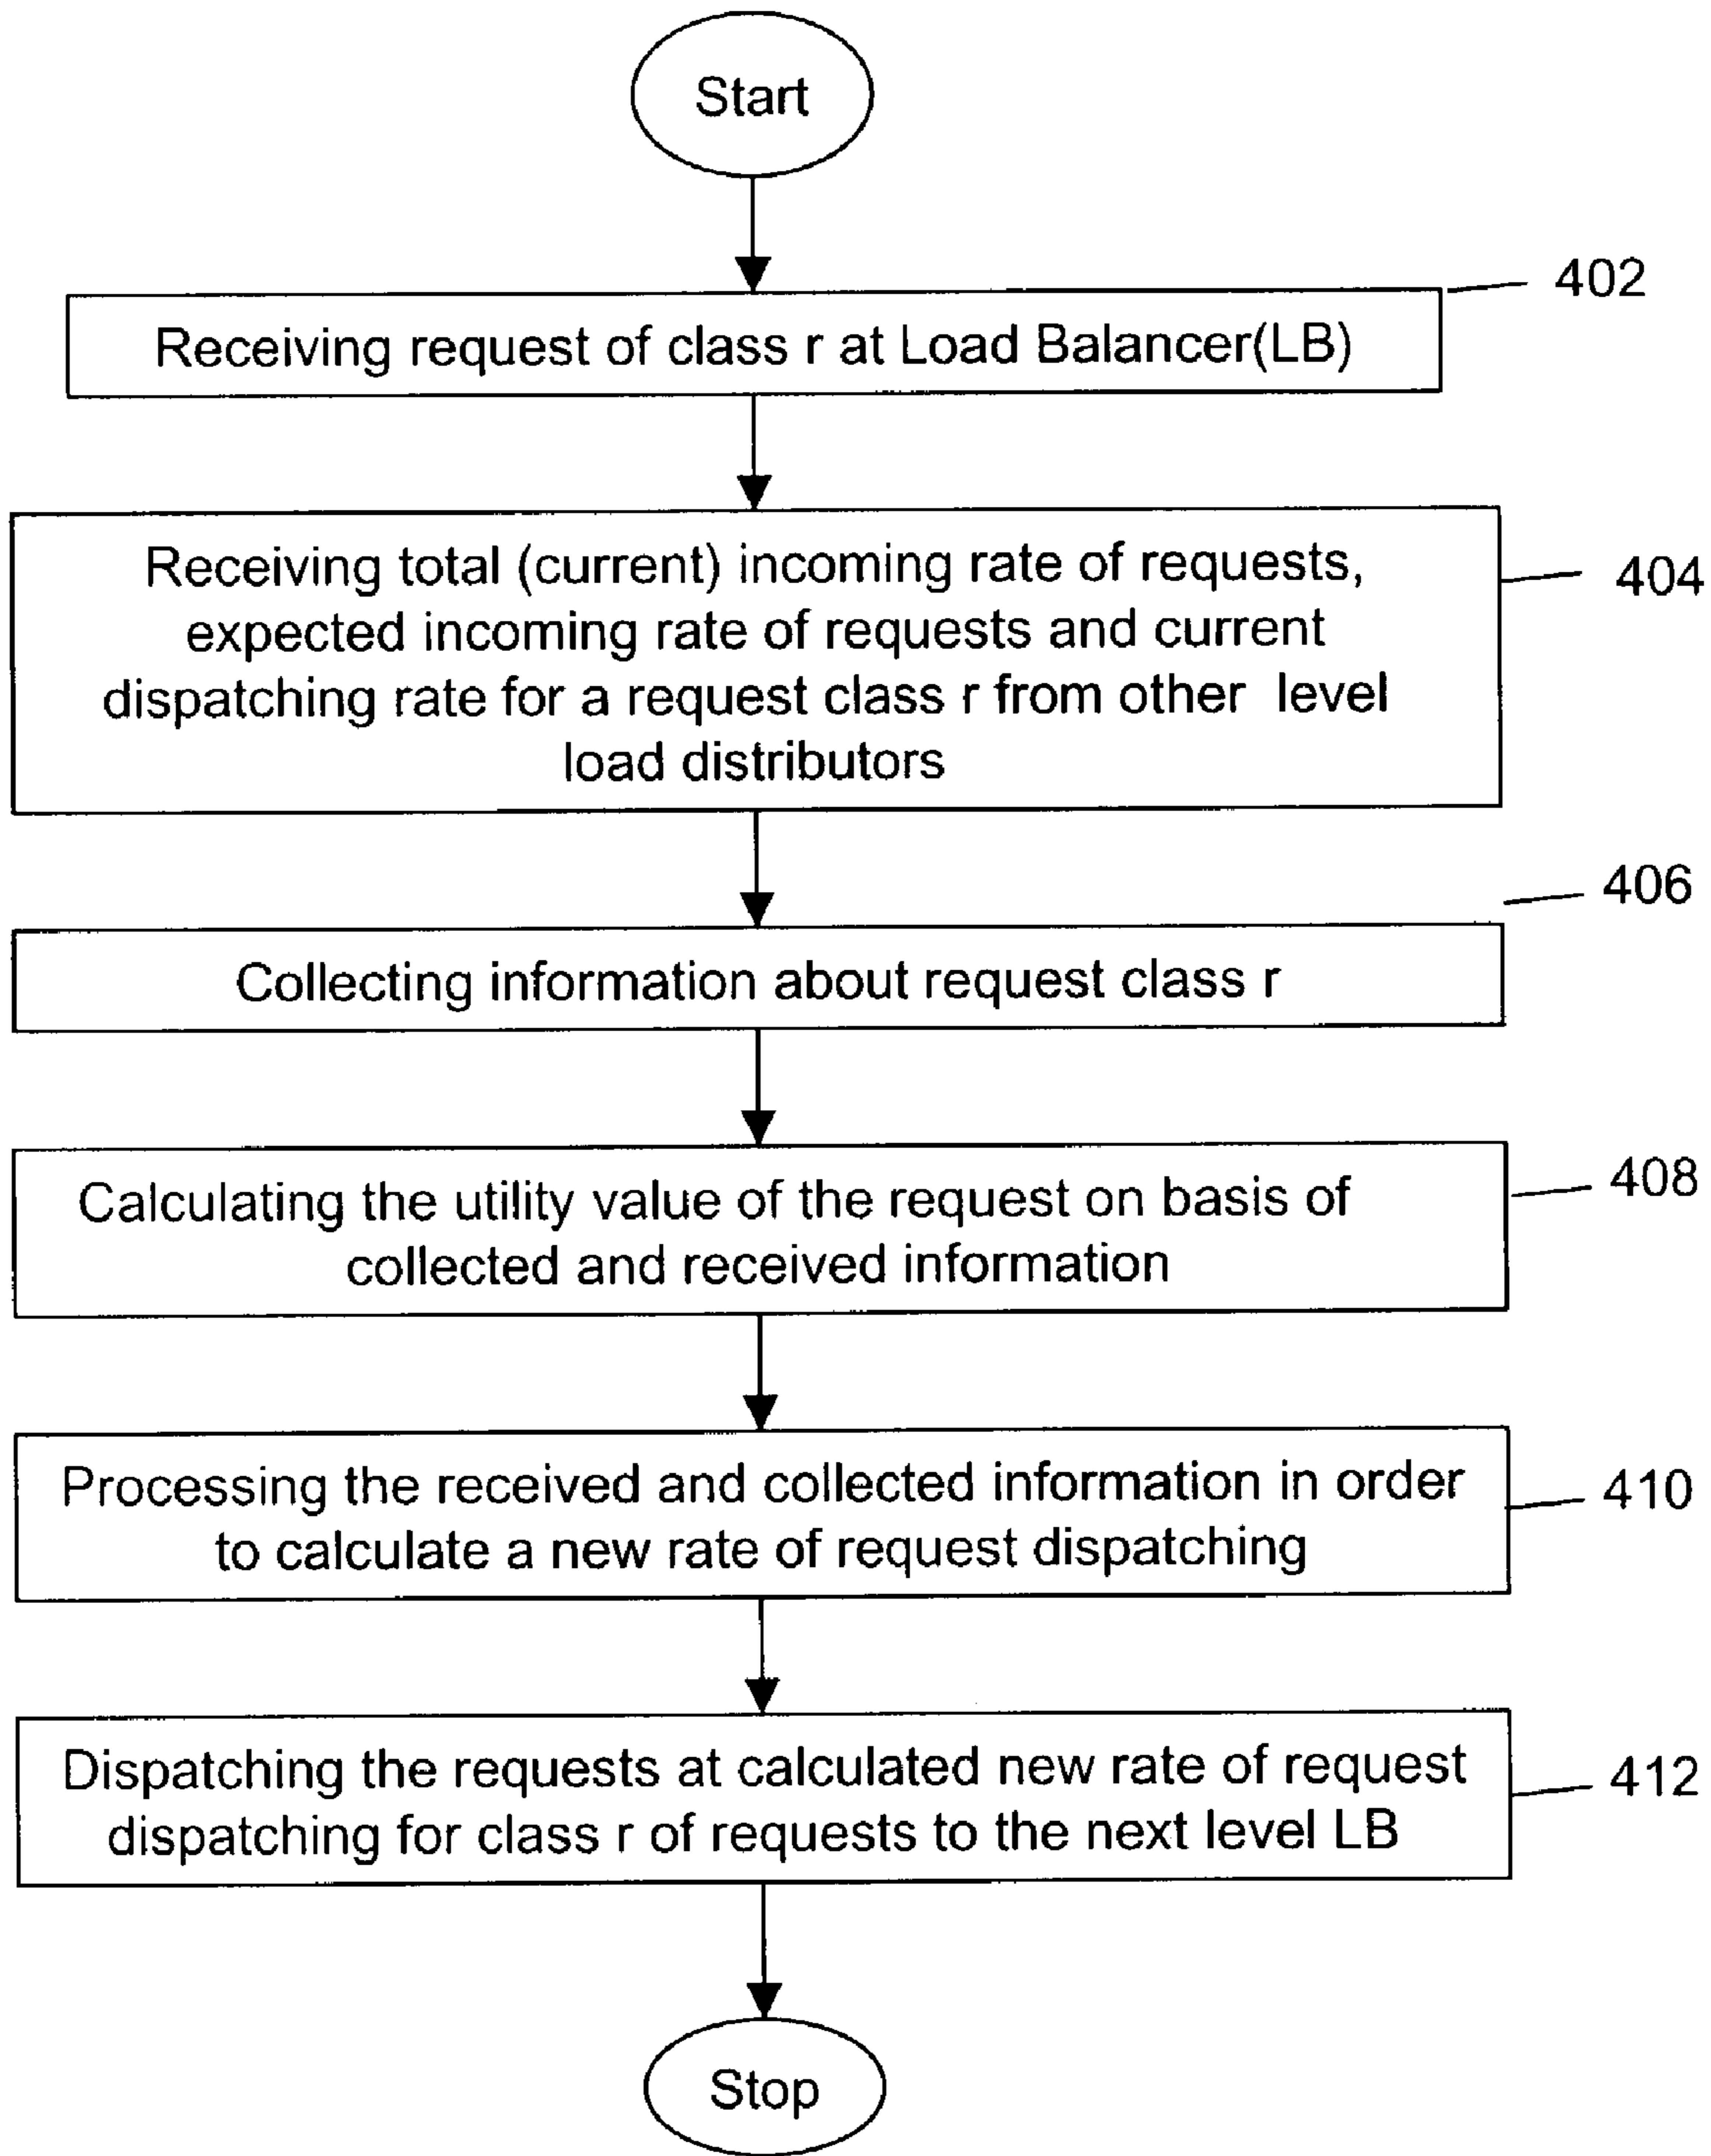 Start
402
Receiving request of class r at Load Balancer(LB)
Receiving total (current) incoming rate of requests,
expected incoming rate of requests and current
dispatching rate for a request class r from other level
load distributors
404
406
Collecting information about request class r
Calculating the utility value of the request on basis of
collected and received information
408
Processing the received and collected information in order
to calculate a new rate of request dispatching
410
Dispatching the requests at calculated new rate of request
dispatching for class r of requests to the next level LB
412
Stop